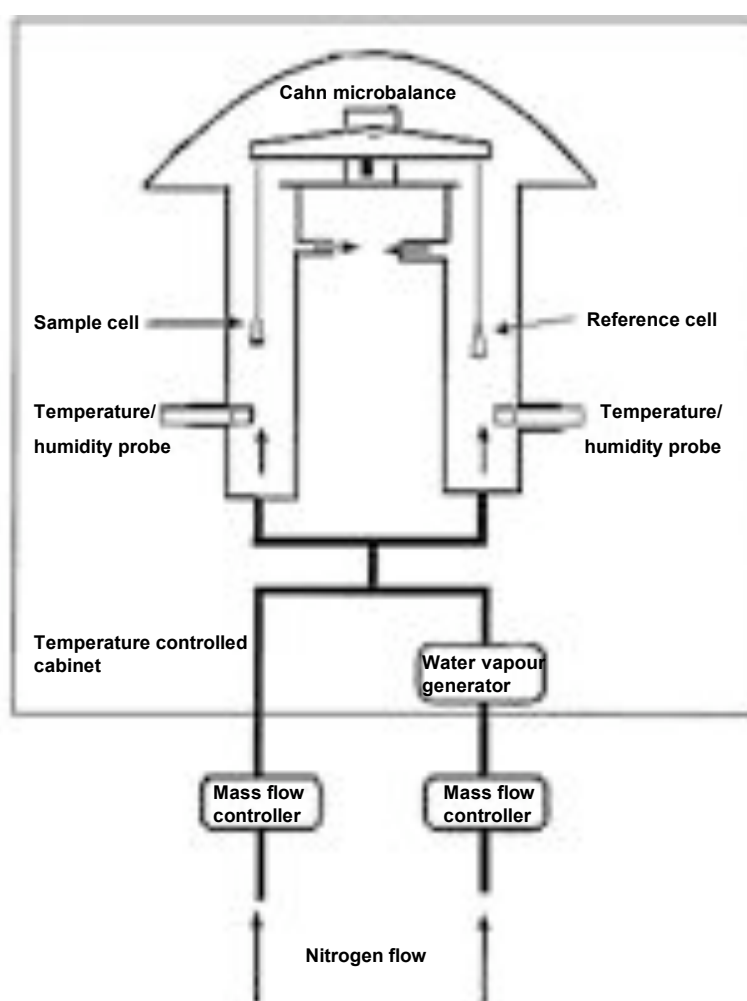 Cahn microbalance
Sample cell
Reference cell
Temperature/
humidity probe
Temperature/
humidity probe
Temperature controlled
cabinet
Water vapour
generator
Mass flow
controller
Mass flow
controller
Nitrogen flow